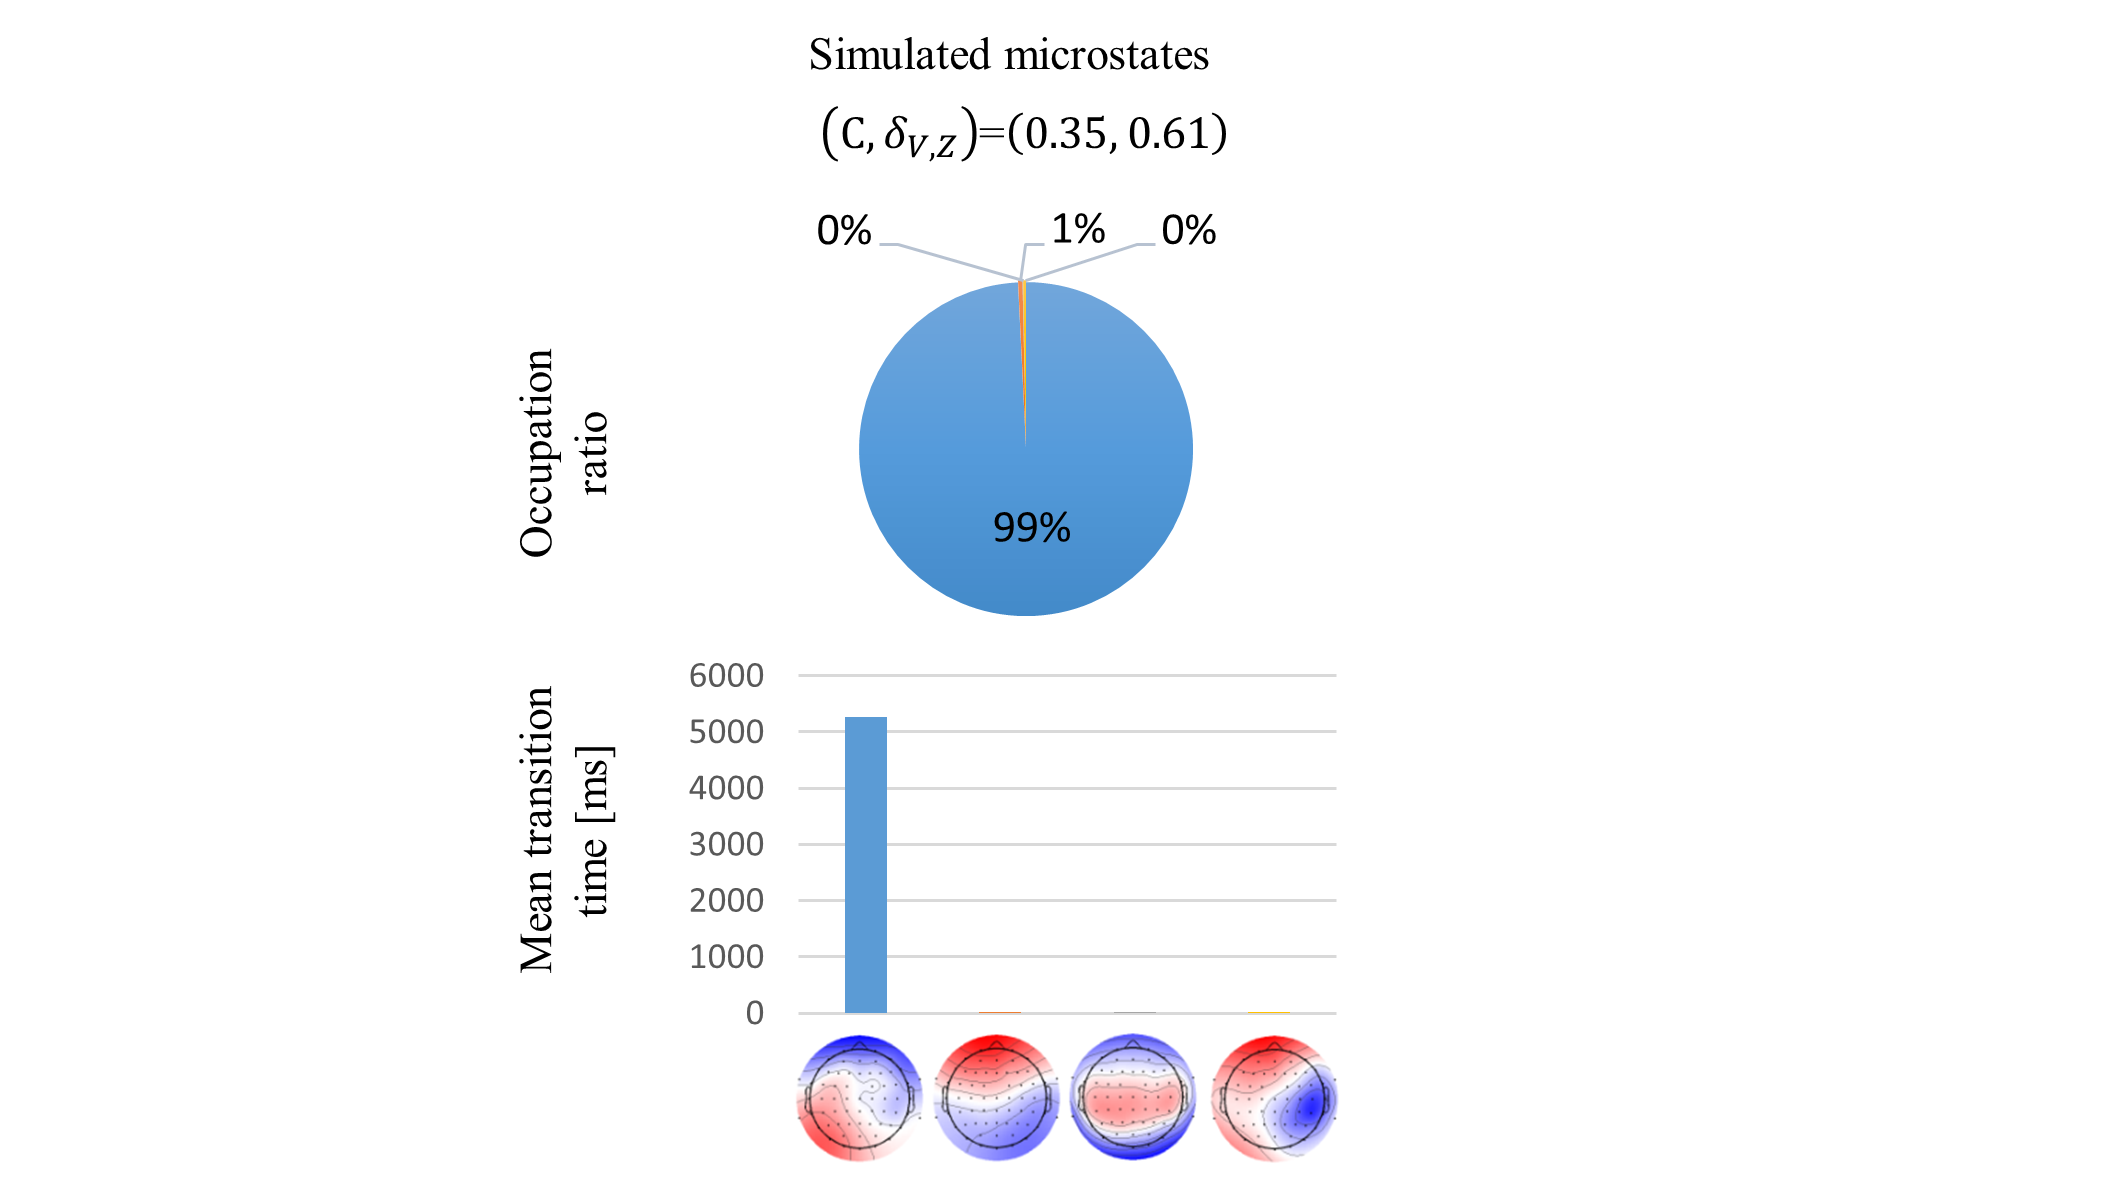 Simulated microstates
(C, δV,Z)=(0.35, 0.61)
0%
1%
0%
99%
Occupation
ratio
6000
5000
4000
3000
2000
1000
0
Mean transition
time [ms]